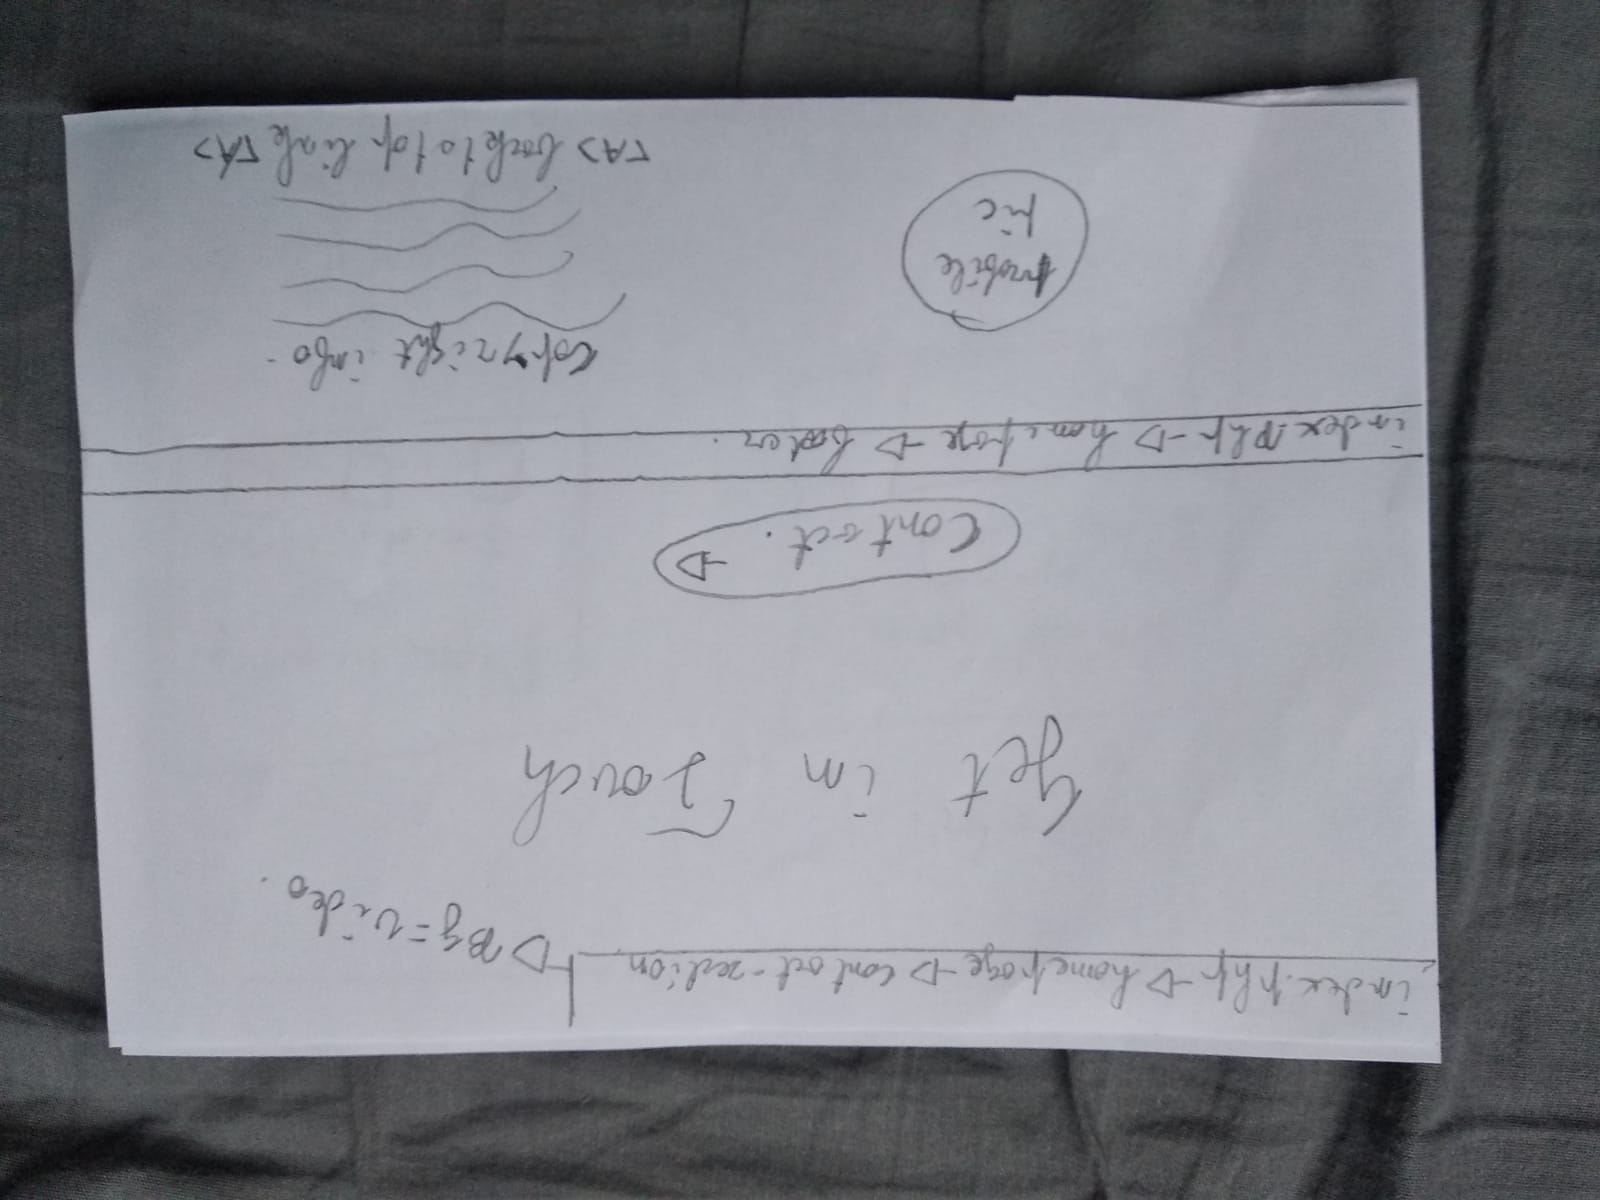 index.php → homepage → contact-section
→ Bg = video.
Get in Touch
Contact. →
index.php → homepage → footer.
Copyright info.
profile
pic
<A> back to top link <A>